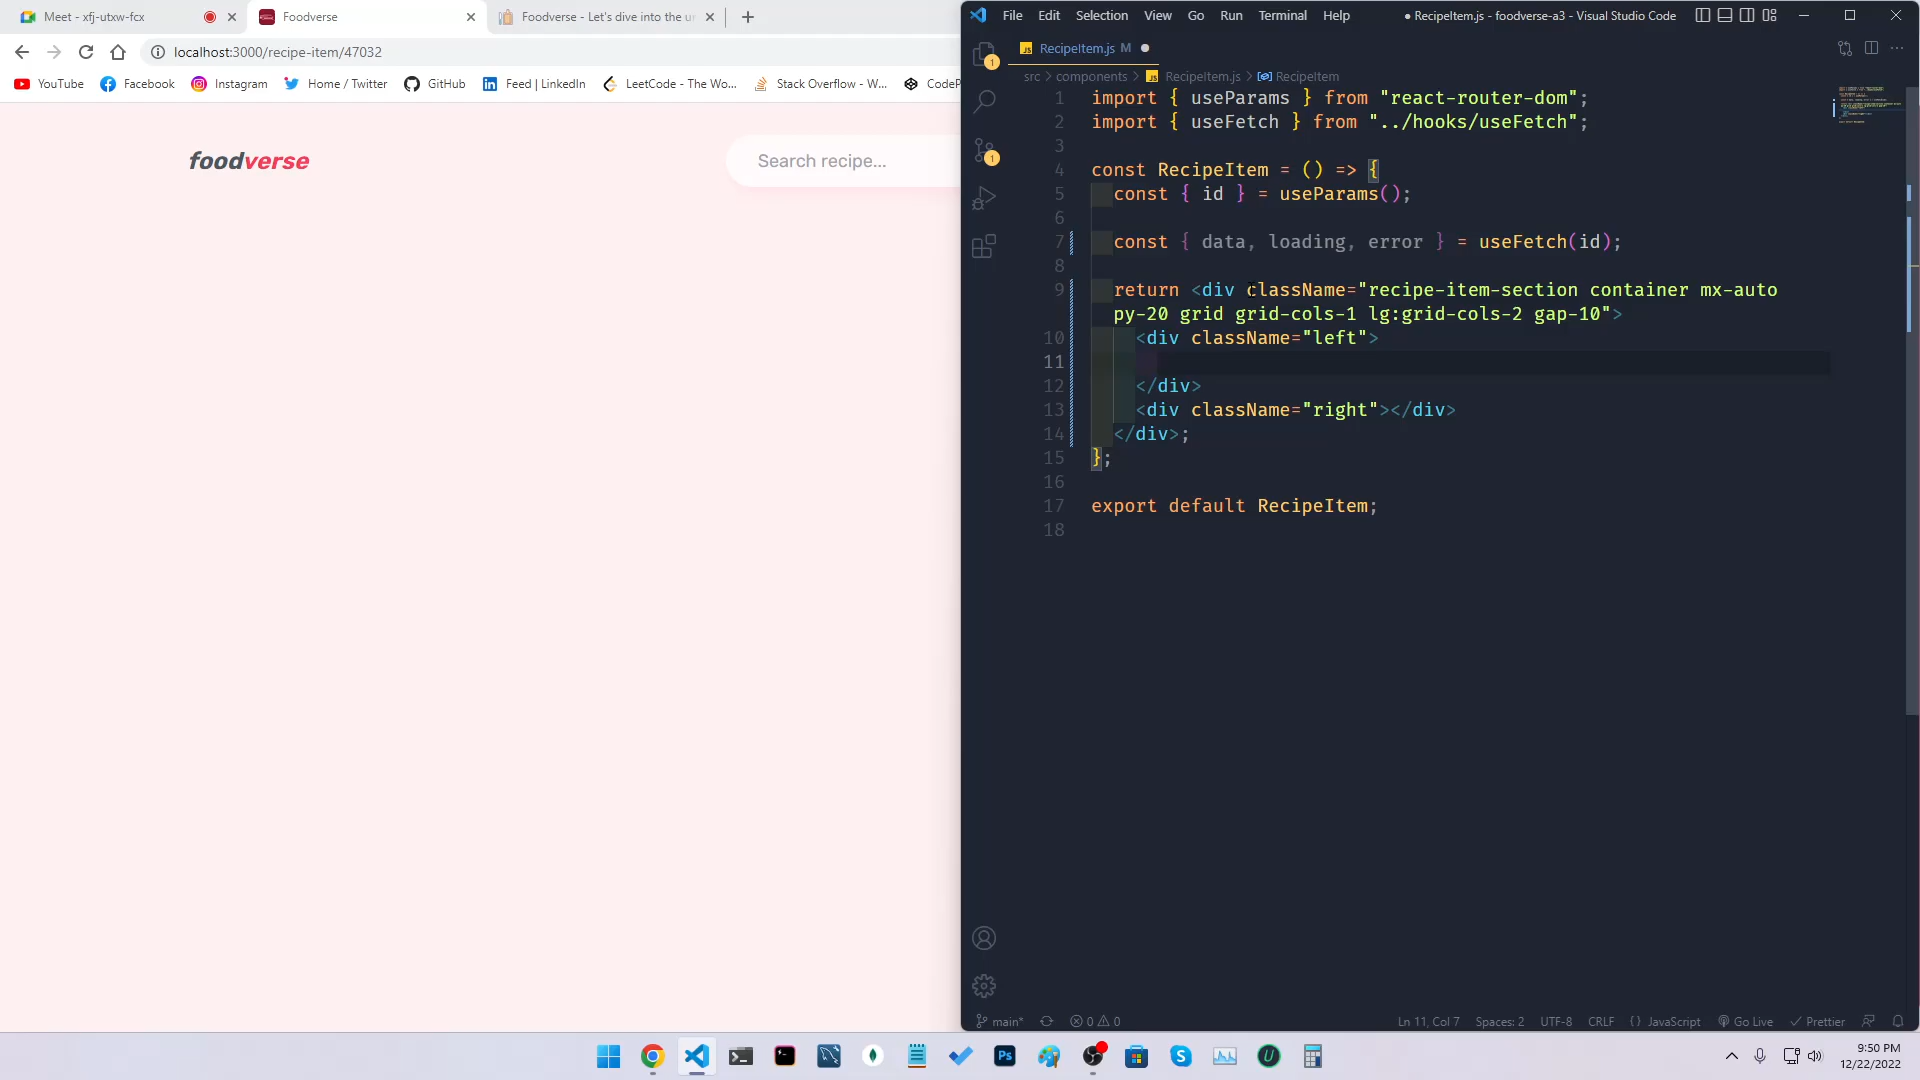 Meet - xfj-utxw-fcx
Foodverse
Foodverse - Let's dive into the u
localhost:3000/recipe-item/47032
YouTube
Facebook
Instagram
Home / Twitter
GitHub
Feed | LinkedIn
LeetCode - The Wo...
Stack Overflow - W...
CodeP
foodverse
Search recipe...
File Edit Selection View Go Run Terminal Help
● RecipeItem.js - foodverse-a3 - Visual Studio Code
JS RecipeItem.js M ●
src > components > JS RecipeItem.js > RecipeItem
1 import { useParams } from "react-router-dom";
2 import { useFetch } from "../hooks/useFetch";
3
4 const RecipeItem = () => {
5 const { id } = useParams();
6
7 const { data, loading, error } = useFetch(id);
8
9 return <div className="recipe-item-section container mx-auto
py-20 grid grid-cols-1 lg:grid-cols-2 gap-10">
10 <div className="left">
11
12 </div>
13 <div className="right"></div>
14 </div>;
15 };
16
17 export default RecipeItem;
18
1
1
main*
0 0
Ln 11, Col 7
Spaces: 2
UTF-8
CRLF
{ } JavaScript
Go Live
Prettier
Ps
S
U
9:50 PM
12/22/2022